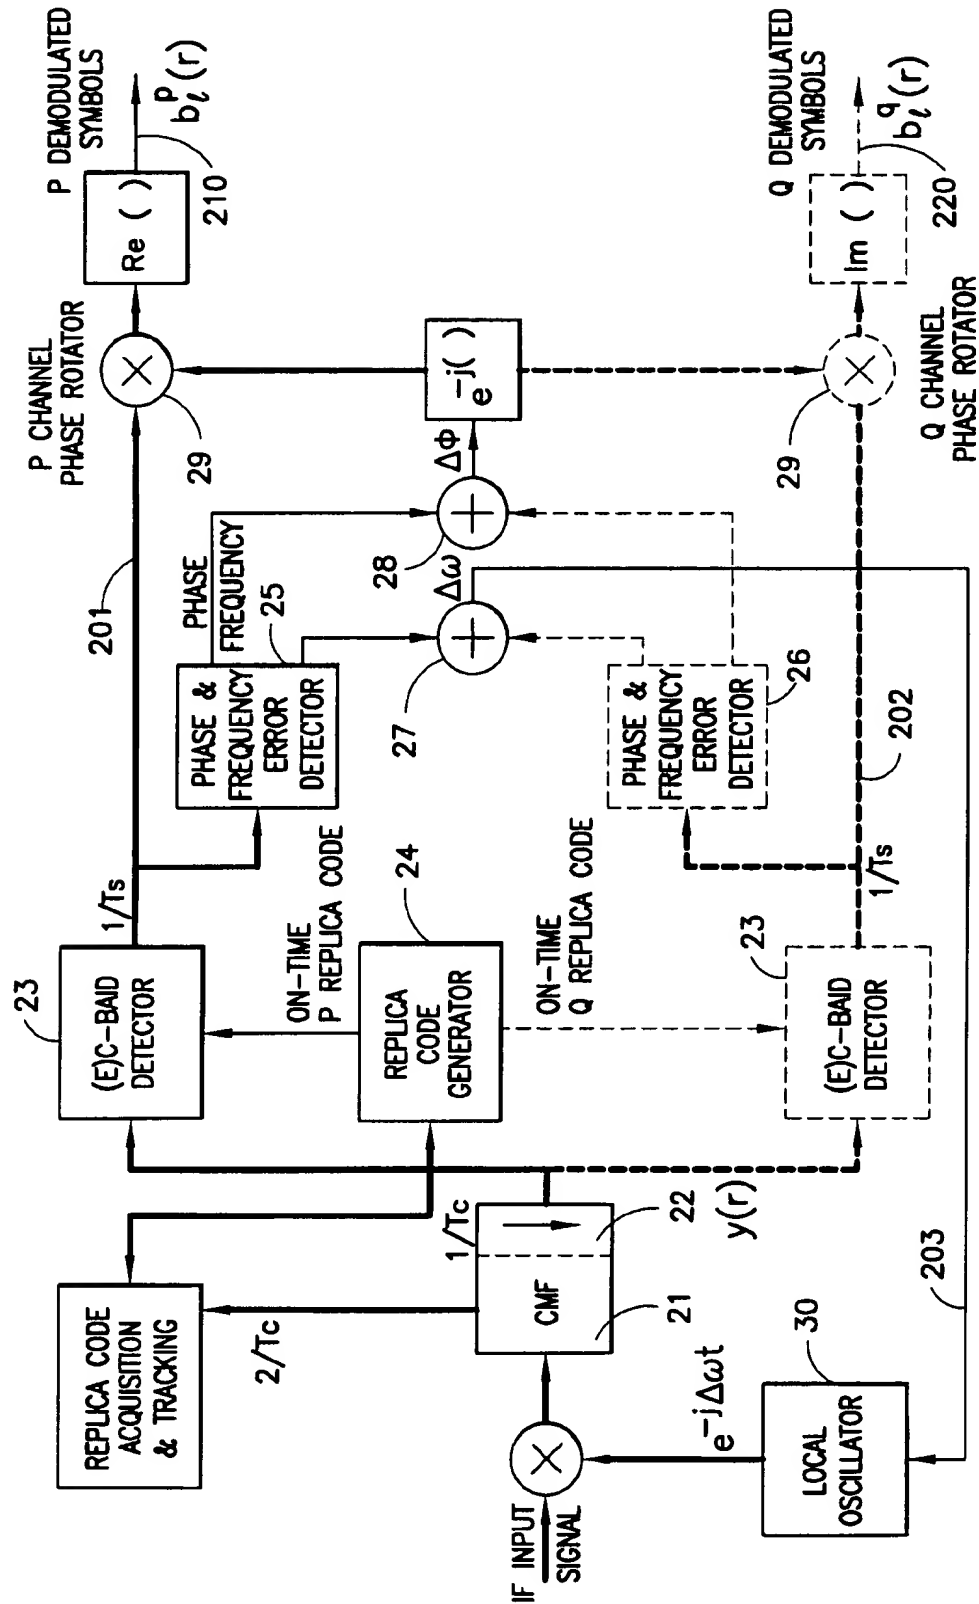 P DEMODULATED
SYMBOLS
b_ℓ^p(r)
210
Re ( )
P CHANNEL
PHASE ROTATOR
29
201
PHASE
FREQUENCY
25
PHASE &
FREQUENCY
ERROR
DETECTOR
1/Ts
23
(E)C-BAID
DETECTOR
ON-TIME
P REPLICA CODE
24
REPLICA
CODE
GENERATOR
ON-TIME
Q REPLICA CODE
REPLICA CODE
ACQUISITION
& TRACKING
2/Tc
1/Tc
CMF
21
22
y(r)
IF INPUT
SIGNAL
e^-jΔωt
30
LOCAL
OSCILLATOR
203
27
Δω
28
ΔΦ
e^-j( )
PHASE &
FREQUENCY
ERROR
DETECTOR
26
23
(E)C-BAID
DETECTOR
1/Ts
202
29
Q CHANNEL
PHASE ROTATOR
Im ( )
220
Q DEMODULATED
SYMBOLS
b_ℓ^q(r)